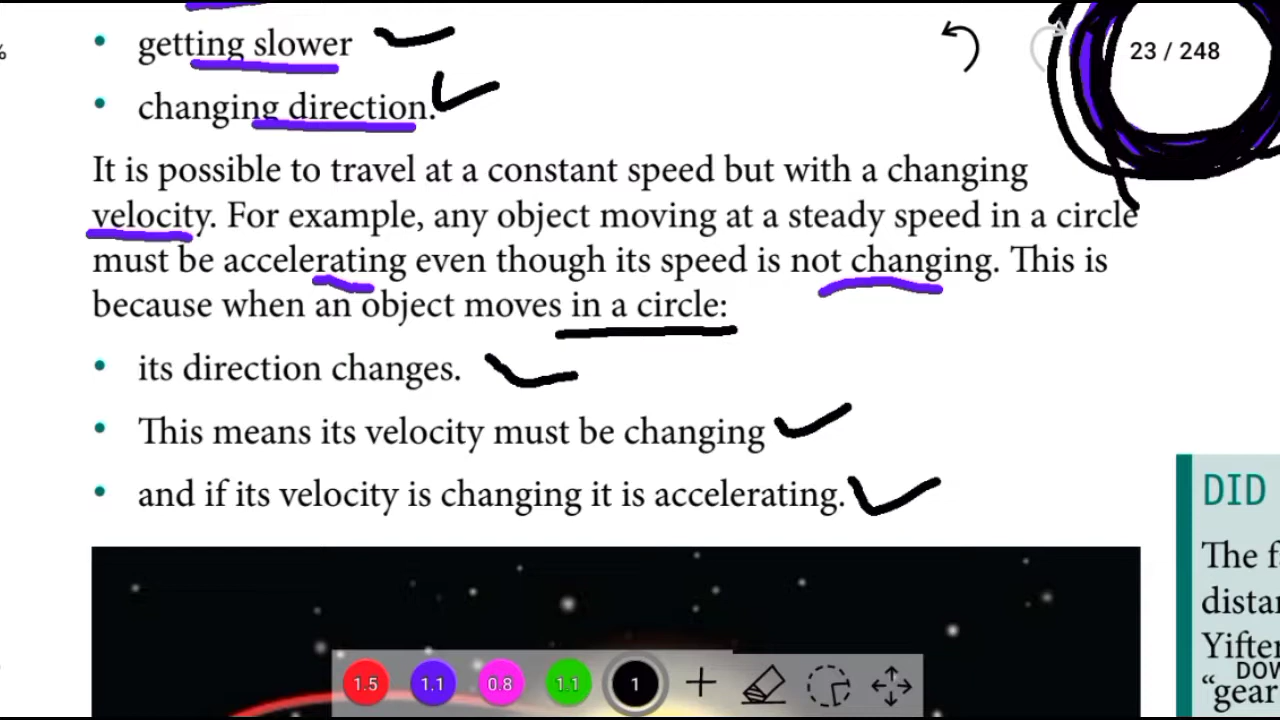 %
getting slower
23 / 248
changing direction.
It is possible to travel at a constant speed but with a changing
velocity. For example, any object moving at a steady speed in a circle
must be accelerating even though its speed is not changing. This is
because when an object moves in a circle:
its direction changes.
This means its velocity must be changing
and if its velocity is changing it is accelerating.
DID
The f
distan
Yifter
DOW
“gear
1.5 1.1 0.8 1.1 1